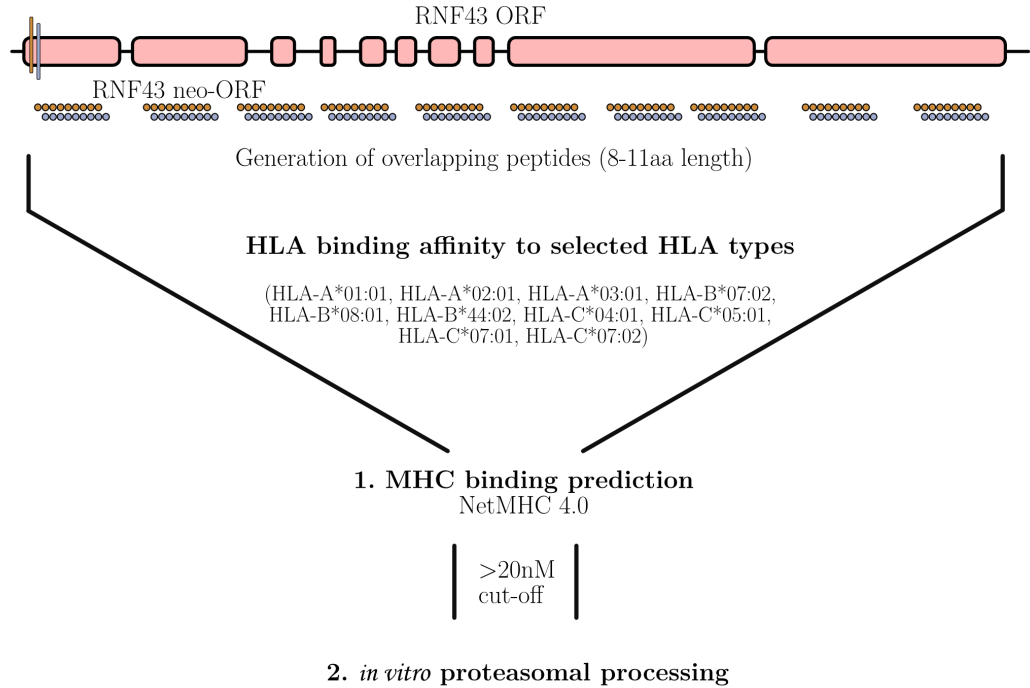 RNF43 ORF
RNF43 neo-ORF
Generation of overlapping peptides (8-11aa length)
HLA binding affinity to selected HLA types
(HLA-A*01:01, HLA-A*02:01, HLA-A*03:01, HLA-B*07:02,
HLA-B*08:01, HLA-B*44:02, HLA-C*04:01, HLA-C*05:01,
HLA-C*07:01, HLA-C*07:02)
1. MHC binding prediction
NetMHC 4.0
>20nM
cut-off
2. in vitro proteasomal processing